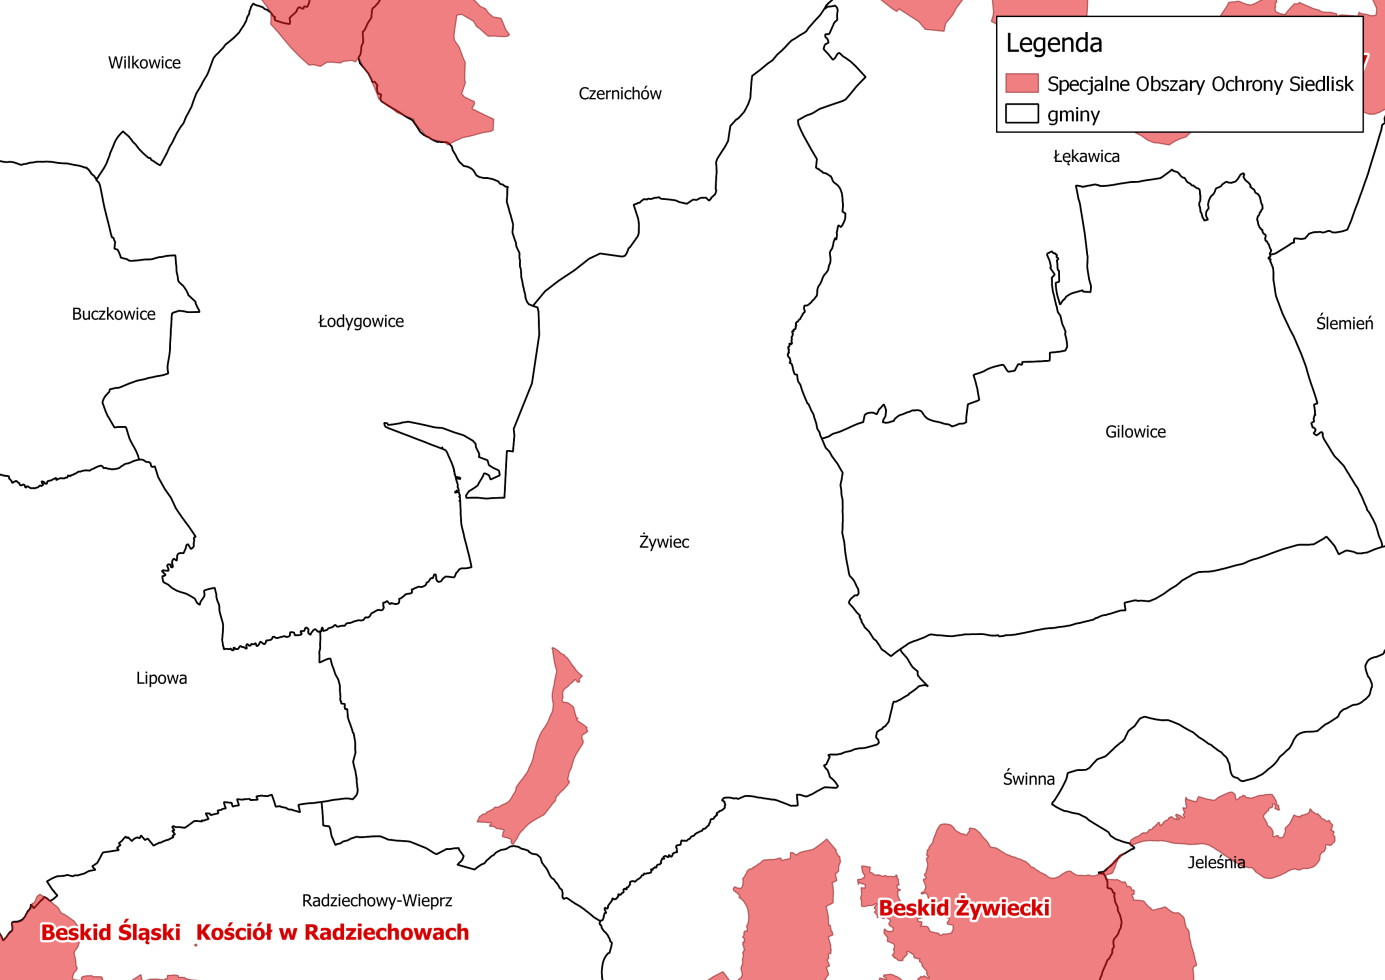 Legenda
Specjalne Obszary Ochrony Siedlisk
gminy
Wilkowice
Czernichów
Łękawica
Buczkowice
Łodygowice
Ślemień
Gilowice
Żywiec
Lipowa
Świnna
Jeleśnia
Radziechowy-Wieprz
Beskid Żywiecki
Beskid Śląski
Kościół w Radziechowach